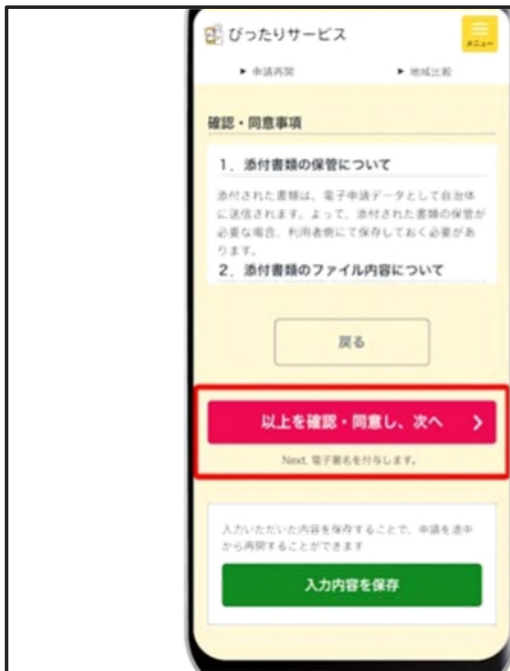 ぴったりサービス
メニュー
▶ 申請再開
▶ 地域比較
確認・同意事項
1．添付書類の保管について
添付された書類は、電子申請データとして自治体
に送信されます。よって、添付された書類の保管が
必要な場合、利用者側にて保存しておく必要があ
ります。
2．添付書類のファイル内容について
戻る
以上を確認・同意し、次へ
Next. 電子署名を付与します。
入力いただいた内容を保存することで、申請を途中
から再開することができます
入力内容を保存